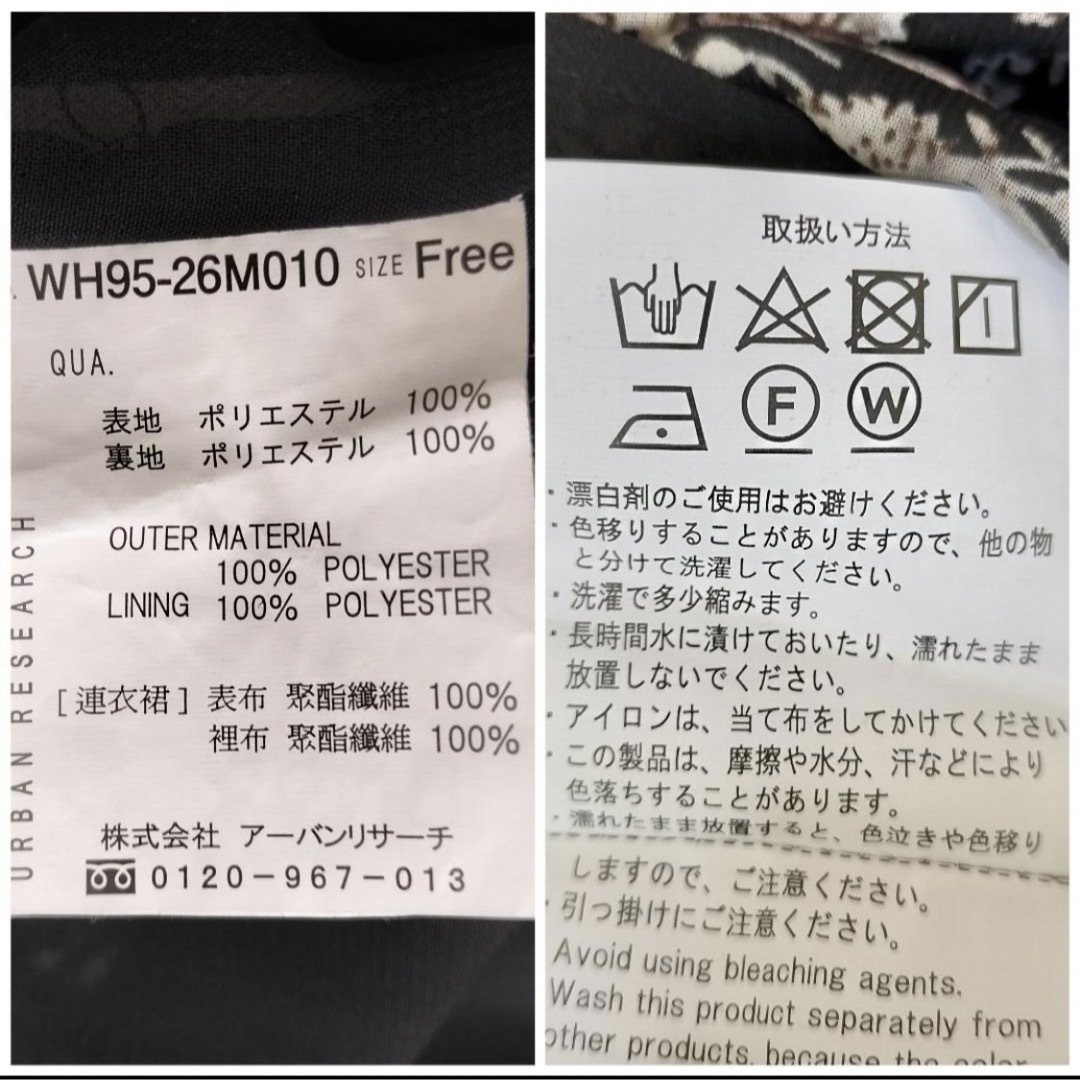 WH95-26M010 SIZE Free
QUA.
表地 ポリエステル 100%
裏地 ポリエステル 100%
OUTER MATERIAL
100% POLYESTER
LINING 100% POLYESTER
[連衣裙] 表布 聚酯纖維 100%
裡布 聚酯纖維 100%
株式会社 アーバンリサーチ
0120-967-013
URBAN RESEARCH
取扱い方法
F W
・漂白剤のご使用はお避けください。
・色移りすることがありますので、他の物
と分けて洗濯してください。
・洗濯で多少縮みます。
・長時間水に漬けておいたり、濡れたまま
放置しないでください。
・アイロンは、当て布をしてかけてください
・この製品は、摩擦や水分、汗などにより
色落ちすることがあります。
・濡れたまま放置すると、色泣きや色移り
しますので、ご注意ください。
・引っ掛けにご注意ください。
Avoid using bleaching agents.
Wash this product separately from
other products, because the color